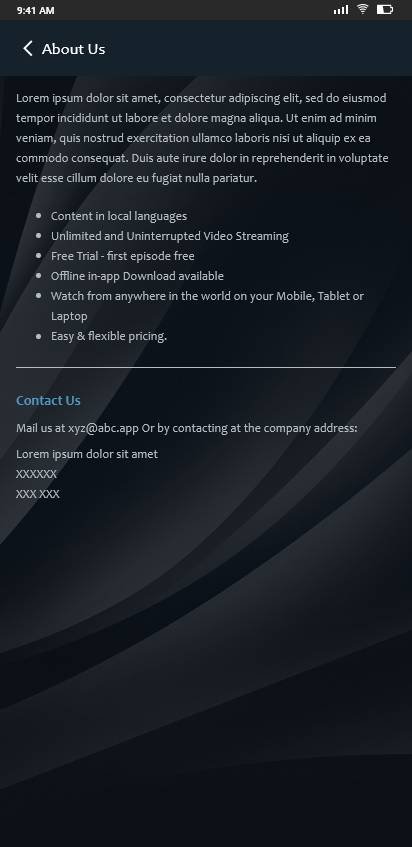 9:41 AM
About Us
Lorem ipsum dolor sit amet, consectetur adipiscing elit, sed do eiusmod
tempor incididunt ut labore et dolore magna aliqua. Ut enim ad minim
veniam, quis nostrud exercitation ullamco laboris nisi ut aliquip ex ea
commodo consequat. Duis aute irure dolor in reprehenderit in voluptate
velit esse cillum dolore eu fugiat nulla pariatur.
Content in local languages
Unlimited and Uninterrupted Video Streaming
Free Trial - first episode free
Offline in-app Download available
Watch from anywhere in the world on your Mobile, Tablet or
Laptop
Easy & flexible pricing.
Contact Us
Mail us at xyz@abc.app Or by contacting at the company address:
Lorem ipsum dolor sit amet
XXXXXX
XXX XXX